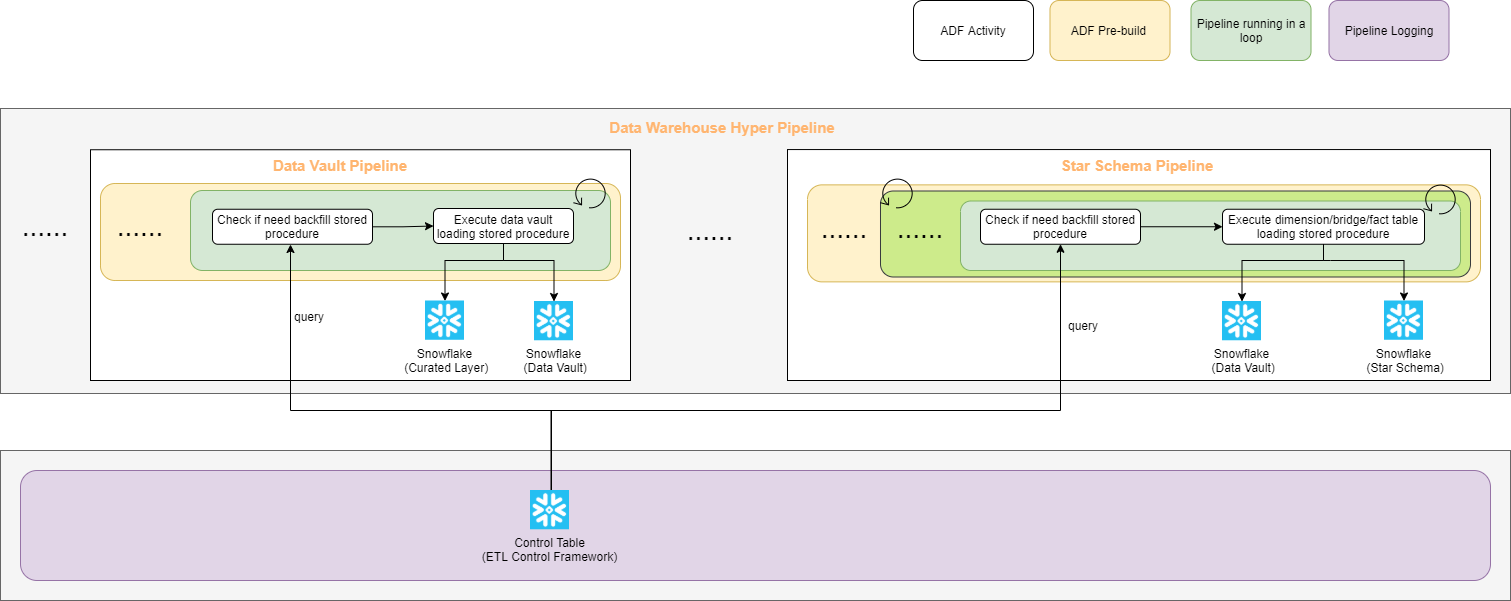 ADF Activity
ADF Pre-build
Pipeline running in a
loop
Pipeline Logging
Data Warehouse Hyper Pipeline
Data Vault Pipeline
Star Schema Pipeline
......
......
Check if need backfill stored
procedure
Execute data vault
loading stored procedure
......
......
......
Check if need backfill stored
procedure
Execute dimension/bridge/fact table
loading stored procedure
query
Snowflake
(Curated Layer)
Snowflake
(Data Vault)
query
Snowflake
(Data Vault)
Snowflake
(Star Schema)
Control Table
(ETL Control Framework)